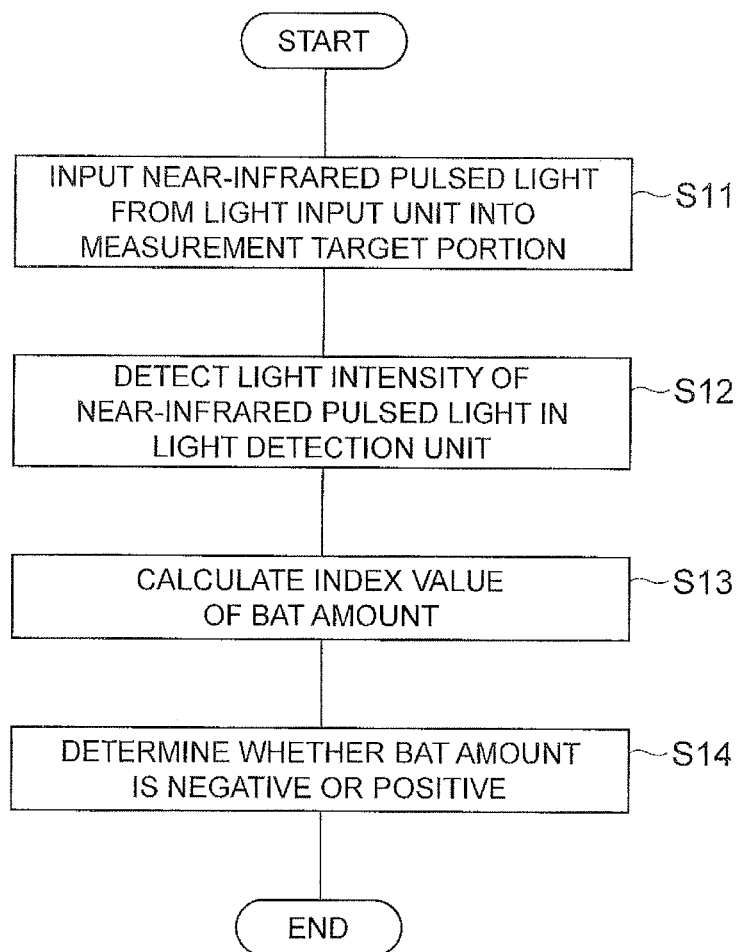 START
INPUT NEAR-INFRARED PULSED LIGHT
FROM LIGHT INPUT UNIT INTO
MEASUREMENT TARGET PORTION
S11
DETECT LIGHT INTENSITY OF
NEAR-INFRARED PULSED LIGHT IN
LIGHT DETECTION UNIT
S12
CALCULATE INDEX VALUE
OF BAT AMOUNT
S13
DETERMINE WHETHER BAT AMOUNT
IS NEGATIVE OR POSITIVE
S14
END